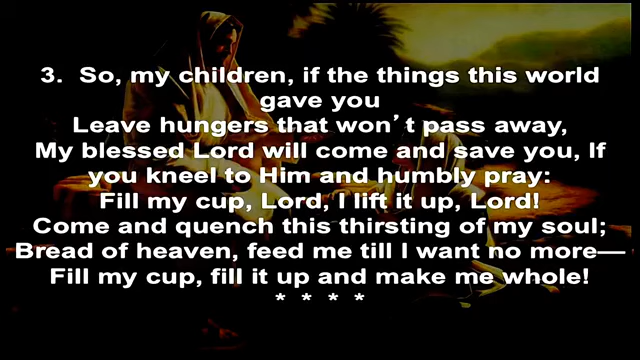 3.  So, my children, if the things this world
gave you
Leave hungers that won’t pass away,
My blessed Lord will come and save you, If
you kneel to Him and humbly pray:
Fill my cup, Lord, I lift it up, Lord!
Come and quench this thirsting of my soul;
Bread of heaven, feed me till I want no more—
Fill my cup, fill it up and make me whole!
* * * *